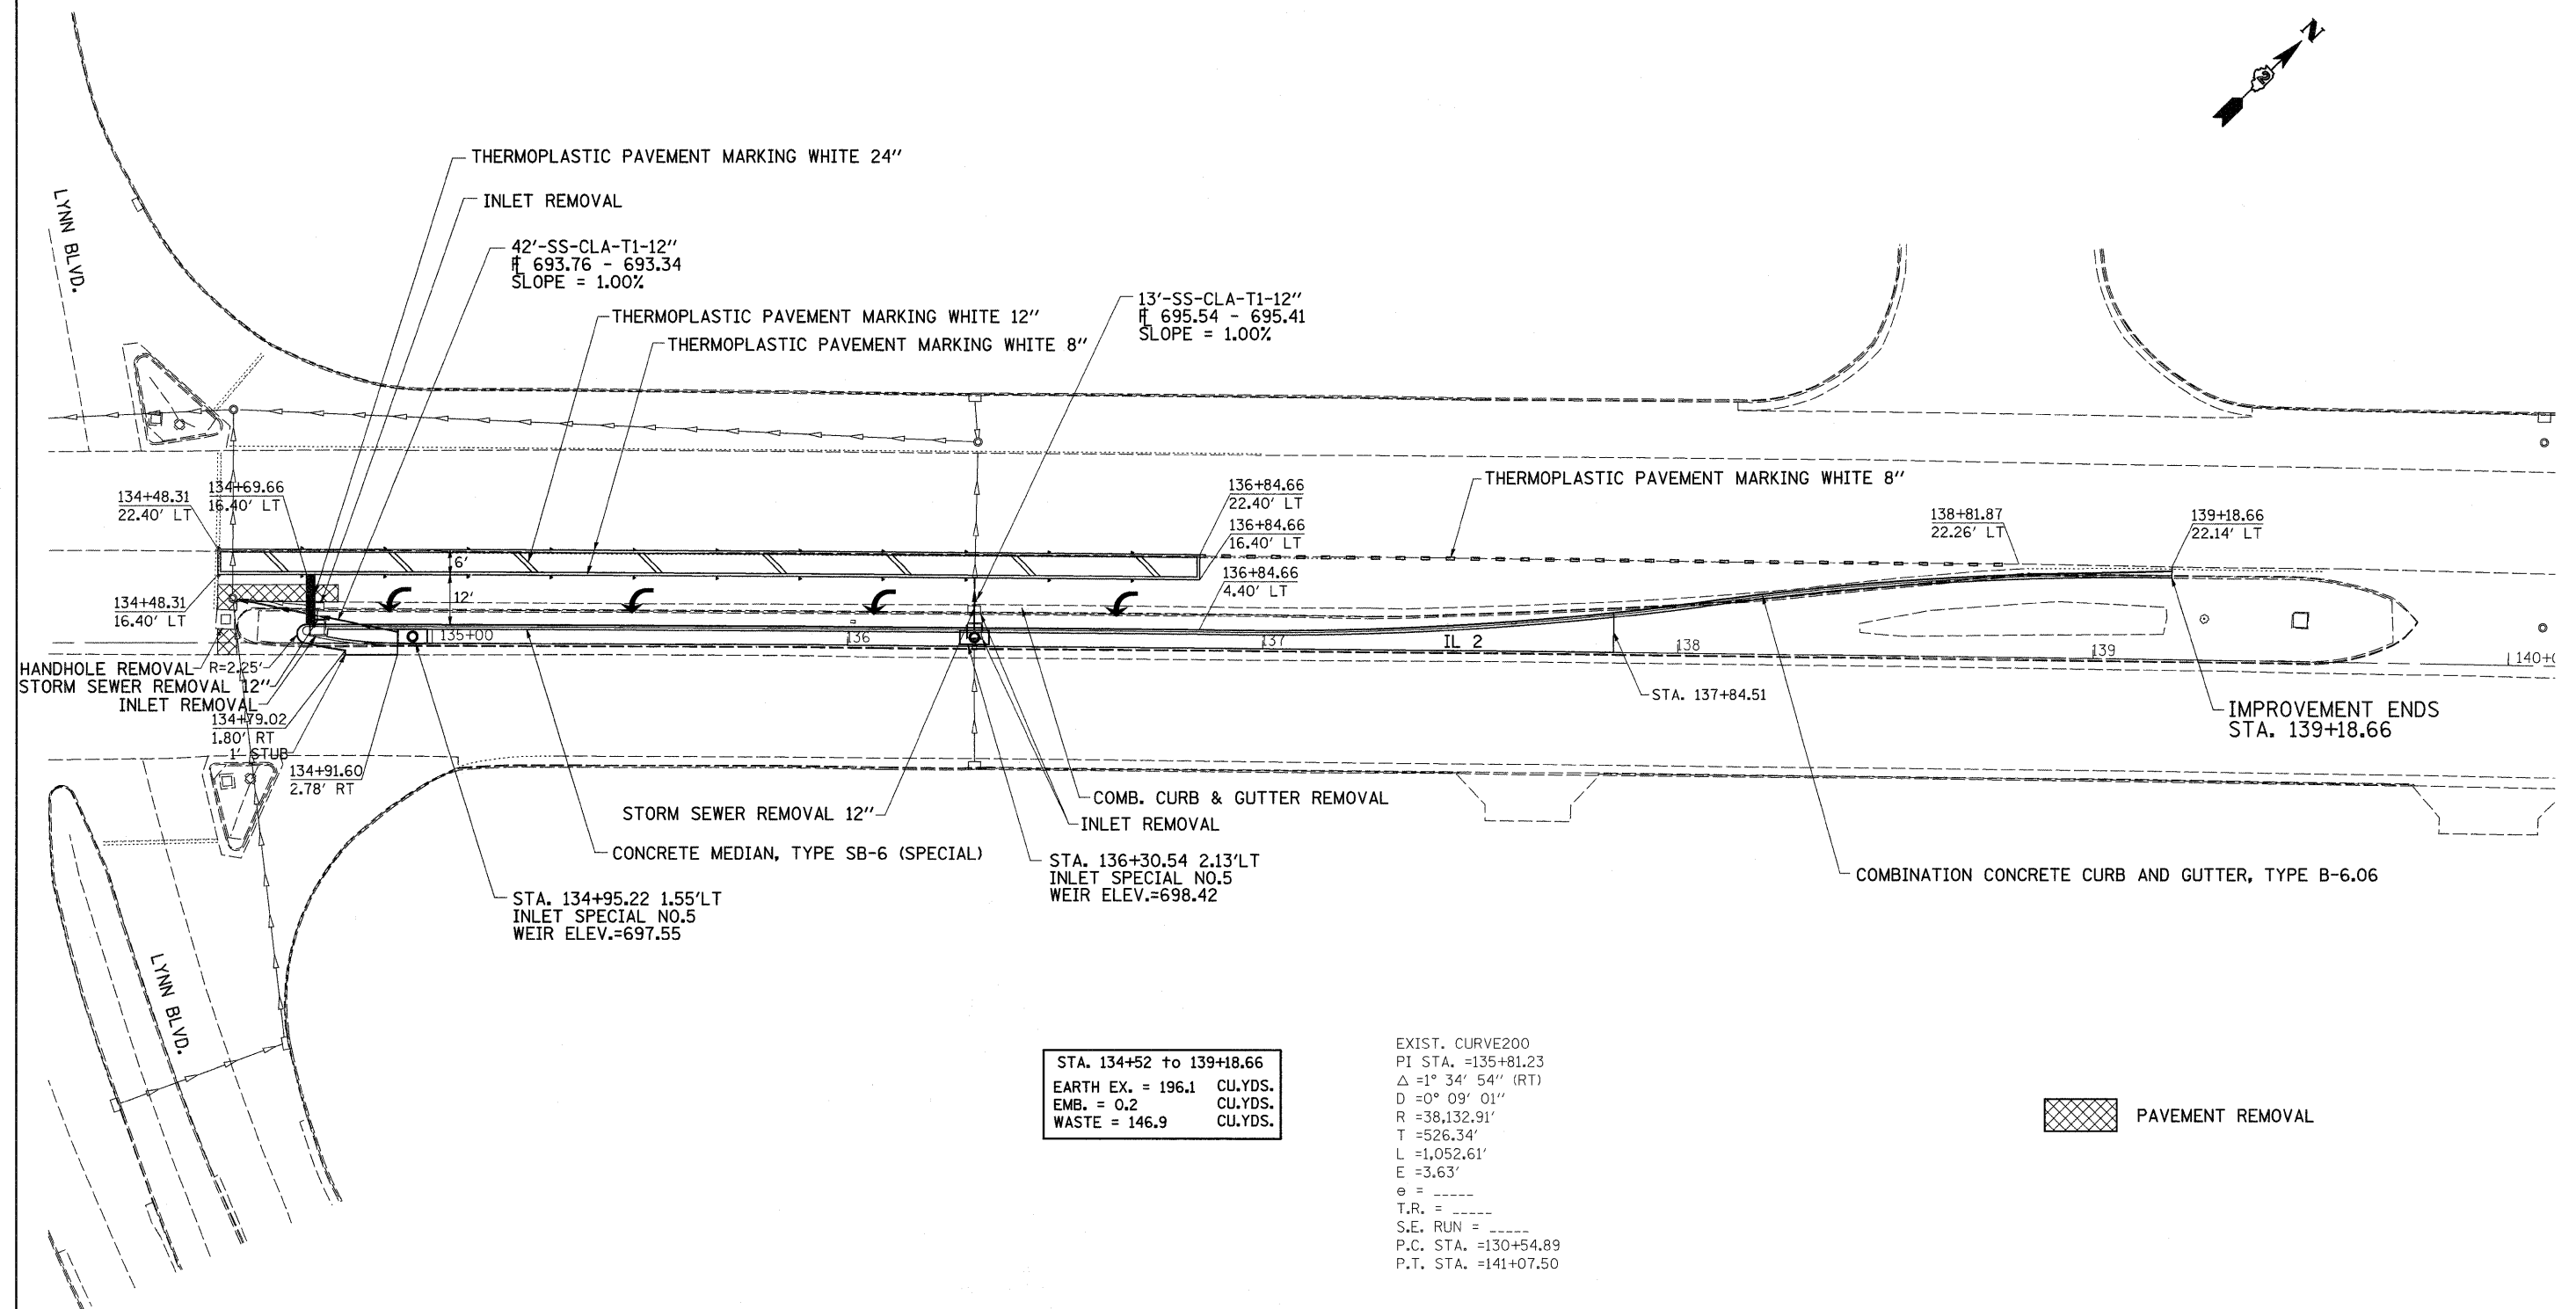 N
2
THERMOPLASTIC PAVEMENT MARKING WHITE 24"
INLET REMOVAL
LYNN BLVD.
42'-SS-CLA-T1-12"
FL 693.76 - 693.34
SLOPE = 1.00%
13'-SS-CLA-T1-12"
FL 695.54 - 695.41
SLOPE = 1.00%
THERMOPLASTIC PAVEMENT MARKING WHITE 12"
THERMOPLASTIC PAVEMENT MARKING WHITE 8"
THERMOPLASTIC PAVEMENT MARKING WHITE 8"
134+48.31
22.40' LT
134+69.66
16.40' LT
136+84.66
22.40' LT
136+84.66
16.40' LT
136+84.66
4.40' LT
138+81.87
22.26' LT
139+18.66
22.14' LT
6'
12'
134+48.31
16.40' LT
135+00
136
137
IL 2
138
139
140+0
HANDHOLE REMOVAL
R=2.25'
STORM SEWER REMOVAL 12"
INLET REMOVAL
134+79.02
1.80' RT
1' STUB
134+91.60
2.78' RT
STA. 137+84.51
IMPROVEMENT ENDS
STA. 139+18.66
STORM SEWER REMOVAL 12"
COMB. CURB & GUTTER REMOVAL
INLET REMOVAL
CONCRETE MEDIAN, TYPE SB-6 (SPECIAL)
STA. 136+30.54 2.13'LT
INLET SPECIAL NO.5
WEIR ELEV.=698.42
COMBINATION CONCRETE CURB AND GUTTER, TYPE B-6.06
STA. 134+95.22 1.55'LT
INLET SPECIAL NO.5
WEIR ELEV.=697.55
LYNN BLVD.
STA. 134+52 to 139+18.66
EARTH EX. = 196.1 CU.YDS.
EMB. = 0.2 CU.YDS.
WASTE = 146.9 CU.YDS.
EXIST. CURVE200
PI STA. =135+81.23
△ =1° 34' 54" (RT)
D =0° 09' 01"
R =38,132.91'
T =526.34'
L =1,052.61'
E =3.63'
e = _____
T.R. = _____
S.E. RUN = _____
P.C. STA. =130+54.89
P.T. STA. =141+07.50
PAVEMENT REMOVAL